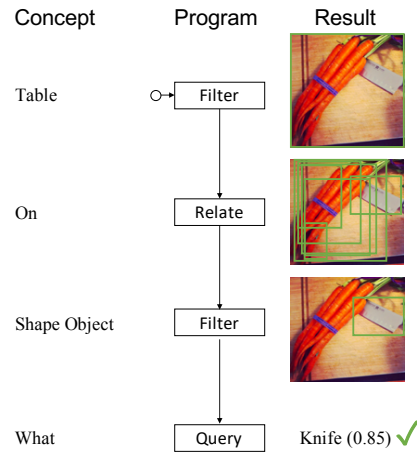 Concept Program Result
Table Filter
On Relate
Shape Object Filter
What Query Knife (0.85)